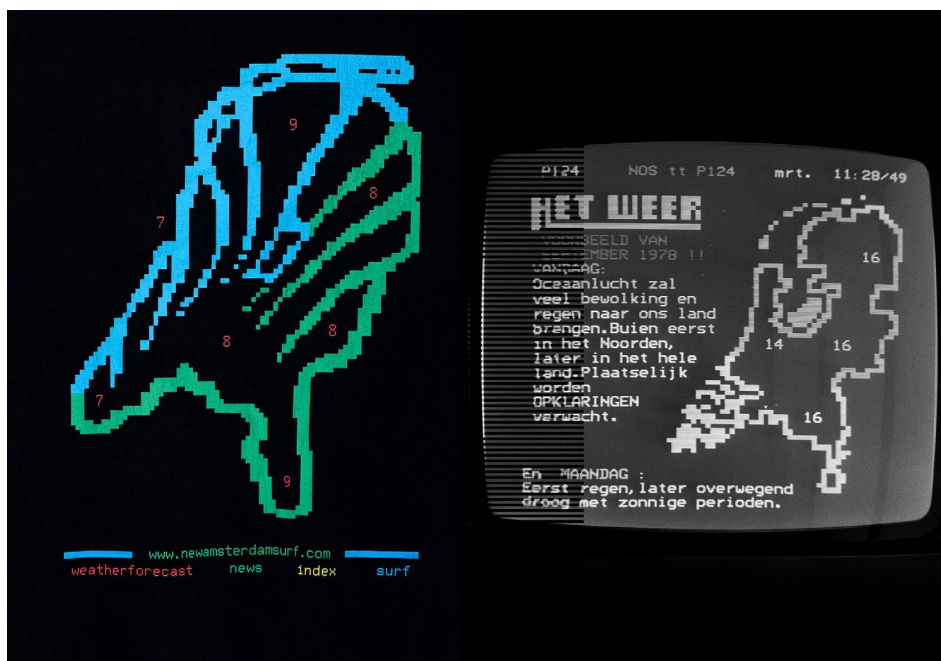 9
8
7
8
8
7
9
www.newamsterdamsurf.com
weatherforecast news index surf
P124 NOS tt P124 mrt. 11:28/49
HET WEER
VOORBEELD VAN
SEPTEMBER 1978 !!
VANDAAG:
Oceaanlucht zal
veel bewolking en
regen naar ons land
brengen.Buien eerst
in het Noorden,
later in het hele
land.Plaatselijk
worden
OPKLARINGEN
verwacht.
16
14 16
16
En MAANDAG :
Eerst regen,later overwegend
droog met zonnige perioden.